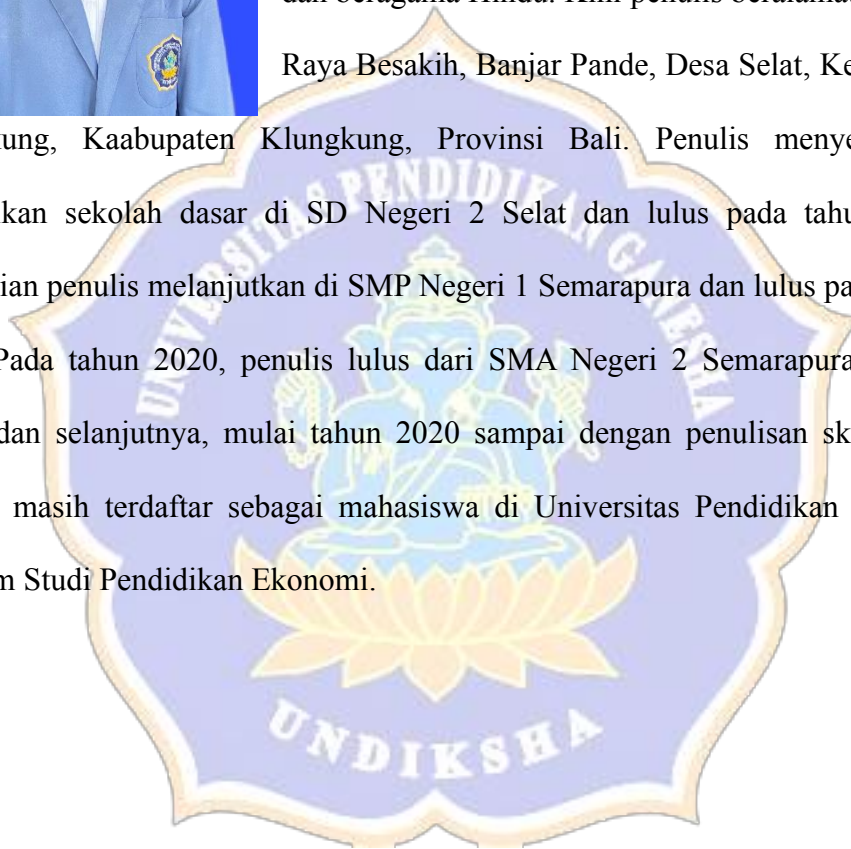 dan beragama Hindu. Kini penulis beralamat
Raya Besakih, Banjar Pande, Desa Selat, Ke
kung, Kaabupaten Klungkung, Provinsi Bali. Penulis menye
kan sekolah dasar di SD Negeri 2 Selat dan lulus pada tahu
ian penulis melanjutkan di SMP Negeri 1 Semarapura dan lulus pa
Pada tahun 2020, penulis lulus dari SMA Negeri 2 Semarapura
dan selanjutnya, mulai tahun 2020 sampai dengan penulisan sk
masih terdaftar sebagai mahasiswa di Universitas Pendidikan
m Studi Pendidikan Ekonomi.
UNIVERSITAS PENDIDIKAN GANESHA
UNDIKSHA